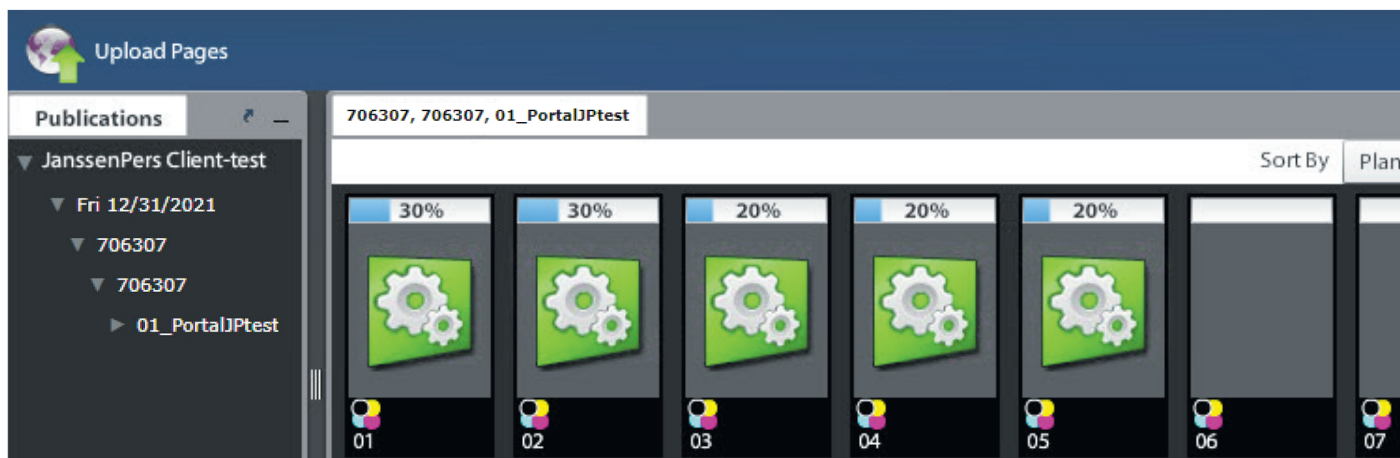 Upload Pages
Publications
706307, 706307, 01_PortalJPtest
JanssenPers Client-test
Sort By
Plan
Fri 12/31/2021
706307
706307
01_PortalJPtest
30%
30%
20%
20%
20%
01
02
03
04
05
06
07